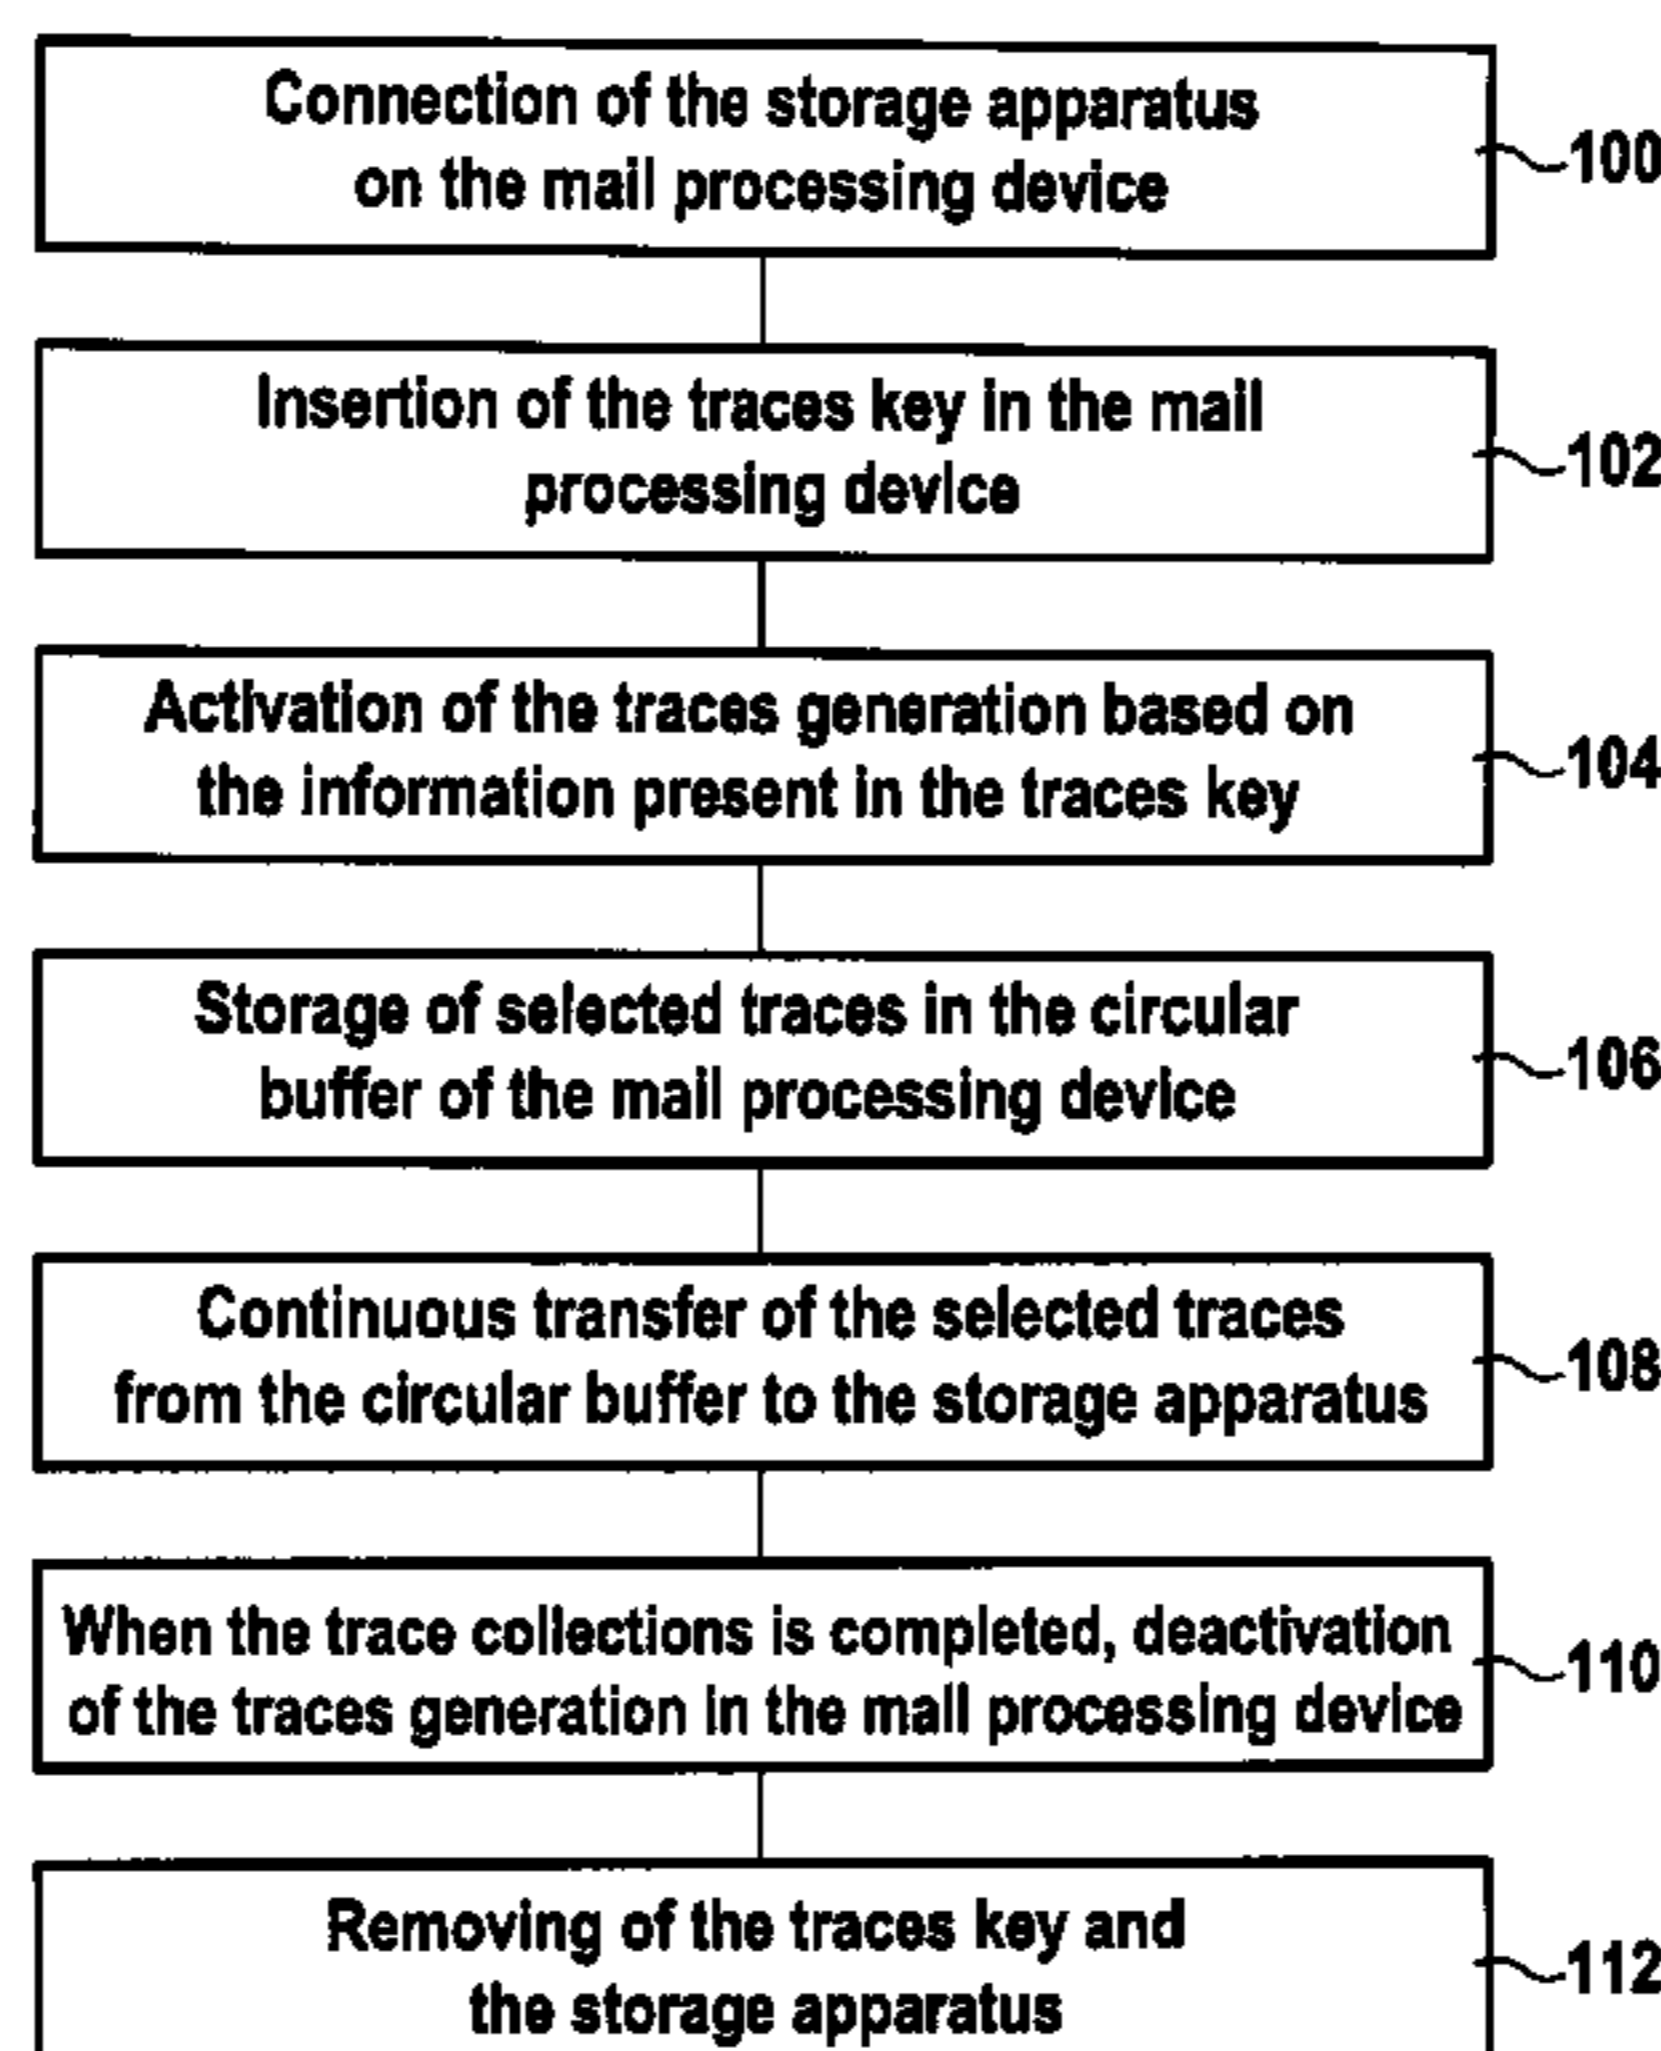 Connection of the storage apparatus
on the mail processing device
100
Insertion of the traces key in the mail
processing device
102
Activation of the traces generation based on
the information present in the traces key
104
Storage of selected traces in the circular
buffer of the mail processing device
106
Continuous transfer of the selected traces
from the circular buffer to the storage apparatus
108
When the trace collections is completed, deactivation
of the traces generation in the mail processing device
110
Removing of the traces key and
the storage apparatus
112